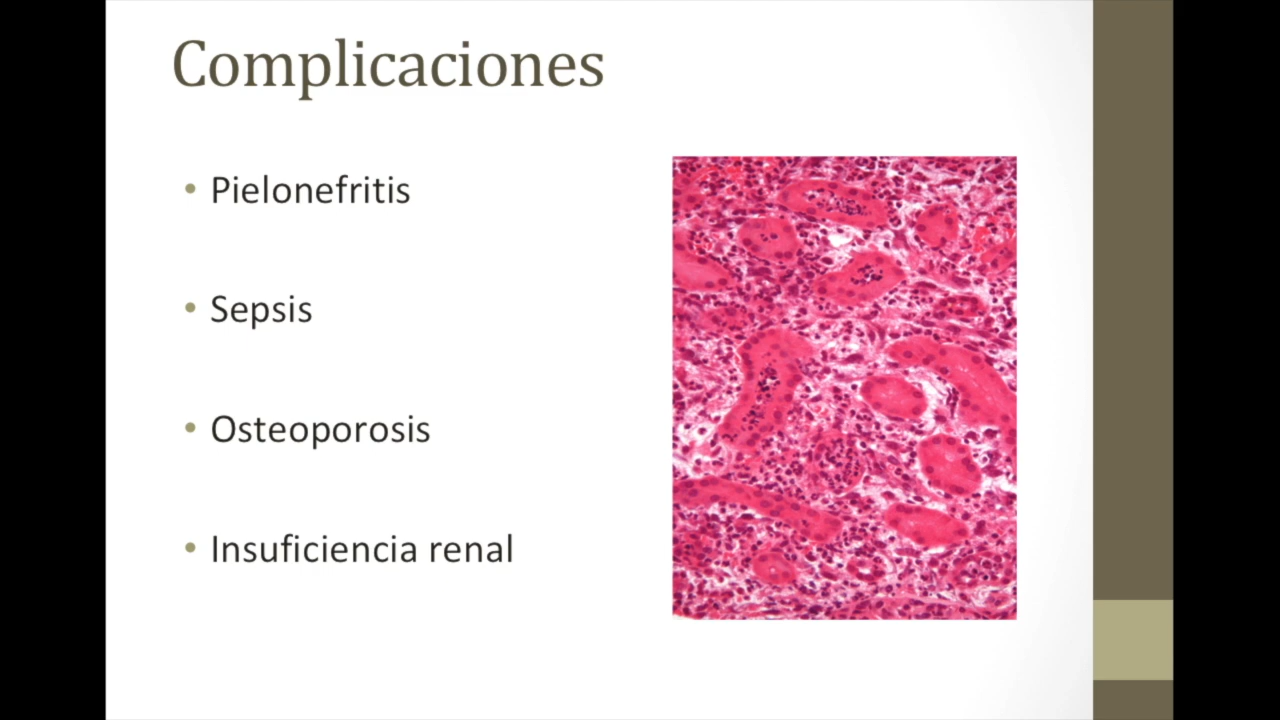 Complicaciones
• Pielonefritis
• Sepsis
• Osteoporosis
• Insuficiencia renal